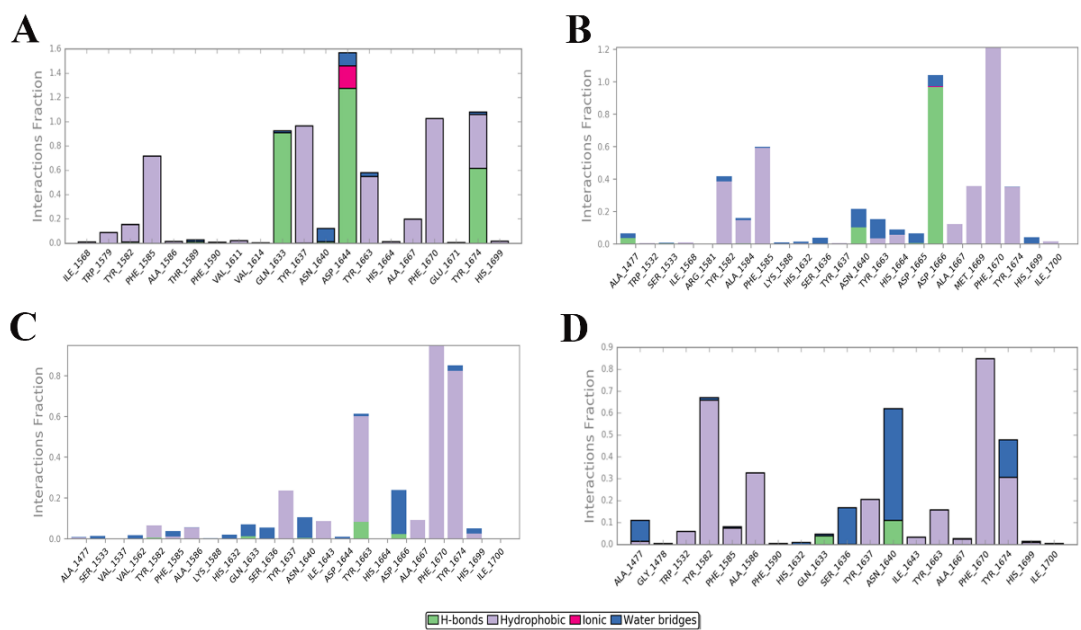 A
Interactions Fraction
1.6
1.4
1.2
1.0
0.8
0.6
0.4
0.2
0.0
ILE_1568
TRP_1579
TYR_1582
PHE_1585
ALA_1586
THR_1589
PHE_1590
VAL_1611
VAL_1614
GLN_1633
TYR_1637
ASN_1640
ASP_1644
TYR_1663
HIS_1664
ALA_1667
PHE_1670
GLU_1671
TYR_1674
HIS_1699
B
Interactions Fraction
1.2
1.0
0.8
0.6
0.4
0.2
0.0
ALA_1477
TRP_1532
SER_1533
ILE_1568
ARG_1581
TYR_1582
ALA_1584
PHE_1585
LYS_1588
HIS_1632
SER_1636
TYR_1637
ASN_1640
TYR_1663
HIS_1664
ASP_1665
ASP_1666
ALA_1667
MET_1669
PHE_1670
TYR_1674
HIS_1699
ILE_1700
C
Interactions Fraction
0.8
0.6
0.4
0.2
0.0
ALA_1477
SER_1533
VAL_1537
VAL_1562
TYR_1582
PHE_1585
ALA_1586
LYS_1588
HIS_1632
GLN_1633
SER_1636
TYR_1637
ASN_1640
ILE_1643
ASP_1644
TYR_1663
HIS_1664
ASP_1666
ALA_1667
PHE_1670
TYR_1674
HIS_1699
ILE_1700
D
Interactions Fraction
0.9
0.8
0.7
0.6
0.5
0.4
0.3
0.2
0.1
0.0
ALA_1477
GLY_1478
TRP_1532
TYR_1582
PHE_1585
ALA_1586
PHE_1590
HIS_1632
GLN_1633
SER_1636
TYR_1637
ASN_1640
ILE_1643
TYR_1663
ALA_1667
PHE_1670
TYR_1674
HIS_1699
ILE_1700
H-bonds Hydrophobic Ionic Water bridges